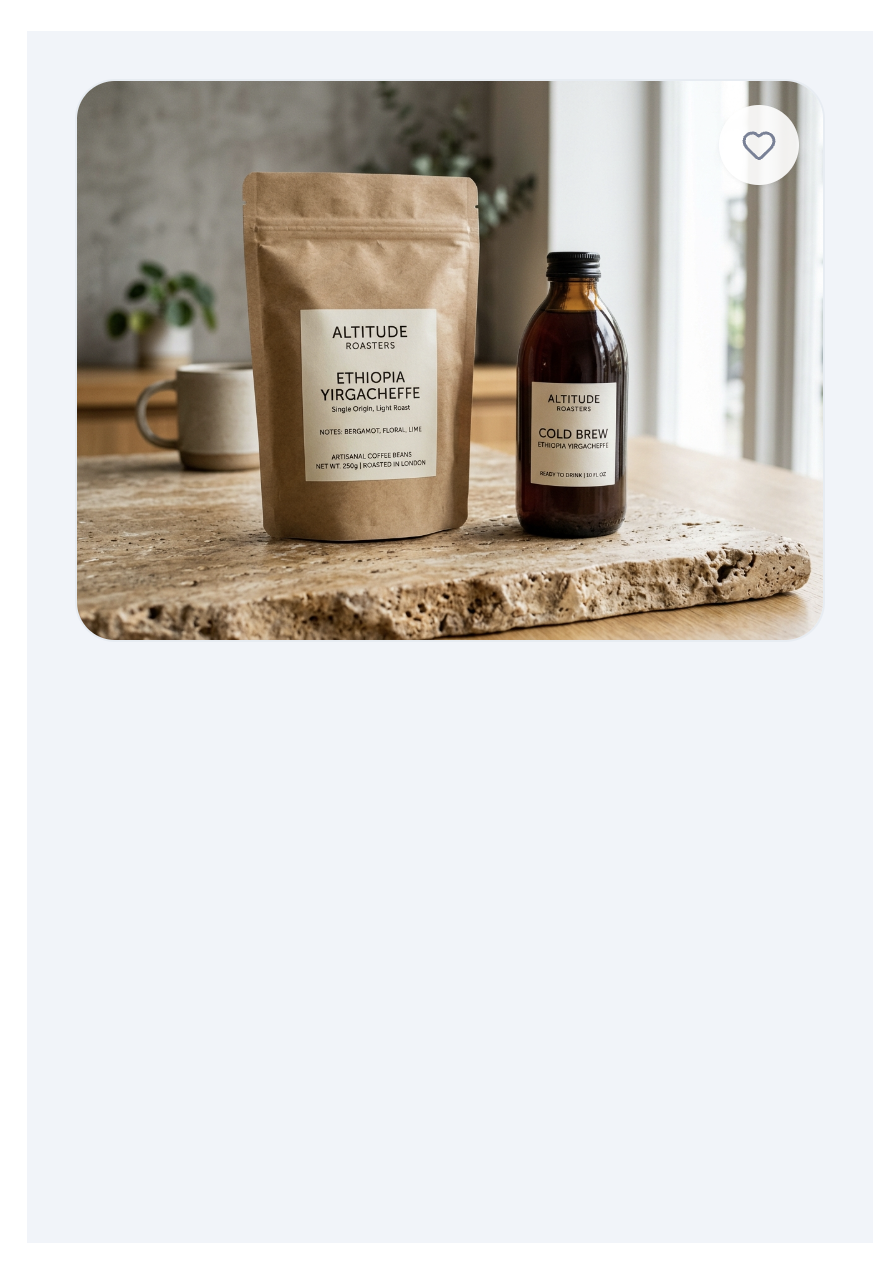 ALTITUDE
ROASTERS
ETHIOPIA
YIRGACHEFFE
Single Origin, Light Roast
NOTES: BERGAMOT, FLORAL, LIME
ARTISANAL COFFEE BEANS
NET WT. 250g | ROASTED IN LONDON
ALTITUDE
ROASTERS
COLD BREW
ETHIOPIA YIRGACHEFFE
READY TO DRINK | 10 FL OZ